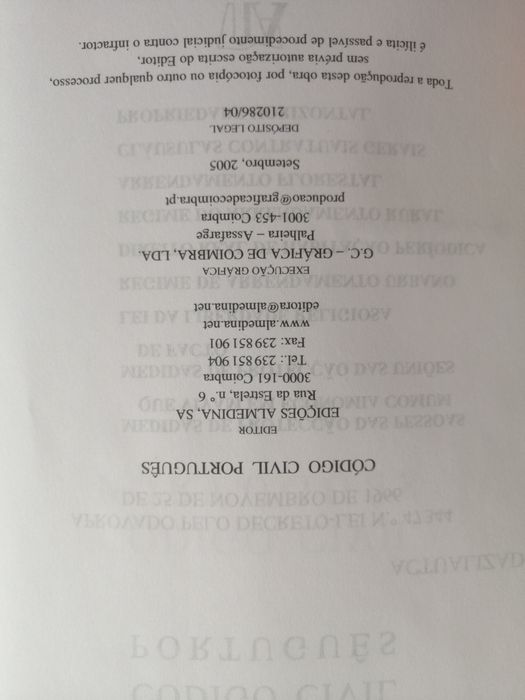 CÓDIGO CIVIL PORTUGUÊS
EDITOR
EDIÇÕES ALMEDINA, SA
Rua da Estrela, n.º 6
3000-161 Coimbra
Tel.: 239 851 904
Fax: 239 851 901
www.almedina.net
editora@almedina.net
EXECUÇÃO GRÁFICA
G.C. – GRÁFICA DE COIMBRA, LDA.
Palheira – Assafarge
3001-453 Coimbra
producao@graficadecoimbra.pt
Setembro, 2005
DEPÓSITO LEGAL
210286/04
Toda a reprodução desta obra, por fotocópia ou outro qualquer processo,
sem prévia autorização escrita do Editor,
é ilícita e passível de procedimento judicial contra o infractor.